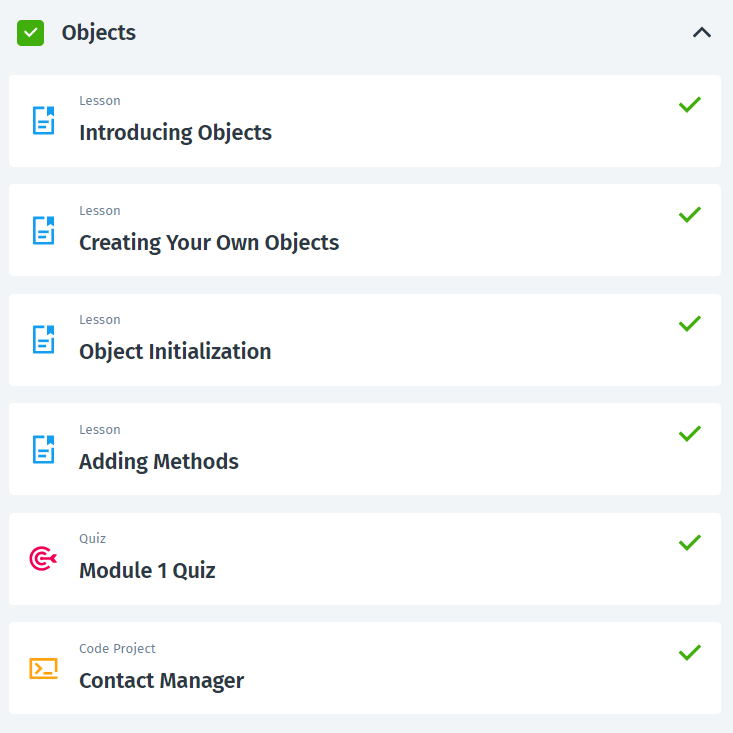 Objects
Lesson
Introducing Objects
Lesson
Creating Your Own Objects
Lesson
Object Initialization
Lesson
Adding Methods
Quiz
Module 1 Quiz
Code Project
Contact Manager